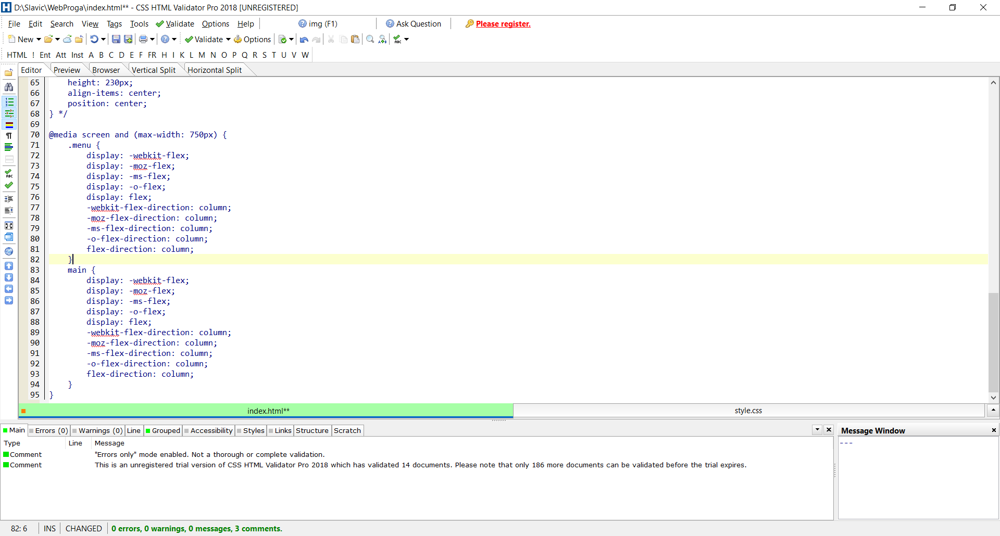 D:\Slavic\WebProga\index.html** - CSS HTML Validator Pro 2018 [UNREGISTERED]
File Edit Search View Tags Tools Validate Options Help img (F1) Ask Question Please register.
New Validate Options
HTML ! Ent Att Inst A B C D E F FR H I K L M N O P Q R S T U V W
Editor Preview Browser Vertical Split Horizontal Split
65 height: 230px;
66 align-items: center;
67 position: center;
68 } */
69
70 @media screen and (max-width: 750px) {
71 .menu {
72 display: -webkit-flex;
73 display: -moz-flex;
74 display: -ms-flex;
75 display: -o-flex;
76 display: flex;
77 -webkit-flex-direction: column;
78 -moz-flex-direction: column;
79 -ms-flex-direction: column;
80 -o-flex-direction: column;
81 flex-direction: column;
82 }
83 main {
84 display: -webkit-flex;
85 display: -moz-flex;
86 display: -ms-flex;
87 display: -o-flex;
88 display: flex;
89 -webkit-flex-direction: column;
90 -moz-flex-direction: column;
91 -ms-flex-direction: column;
92 -o-flex-direction: column;
93 flex-direction: column;
94 }
95 }
index.html** style.css
Main Errors (0) Warnings (0) Line Grouped Accessibility Styles Links Structure Scratch
Message Window
Type Line Message
---
Comment "Errors only" mode enabled. Not a thorough or complete validation.
Comment This is an unregistered trial version of CSS HTML Validator Pro 2018 which has validated 14 documents. Please note that only 186 more documents can be validated before the trial expires.
82: 6 INS CHANGED 0 errors, 0 warnings, 0 messages, 3 comments.